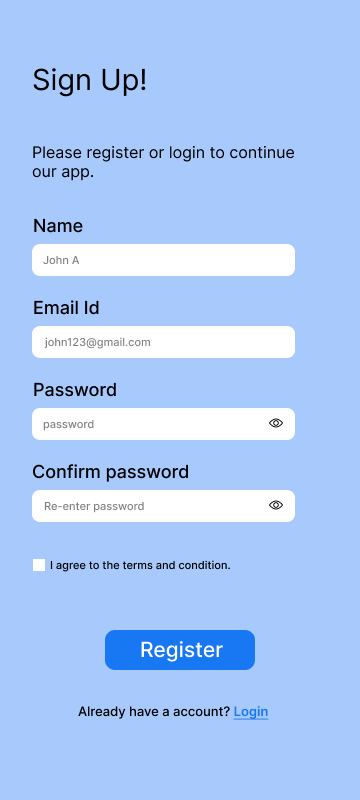 Sign Up!
Please register or login to continue
our app.
Name
John A
Email Id
john123@gmail.com
Password
password
Confirm password
Re-enter password
I agree to the terms and condition.
Register
Already have a account? Login